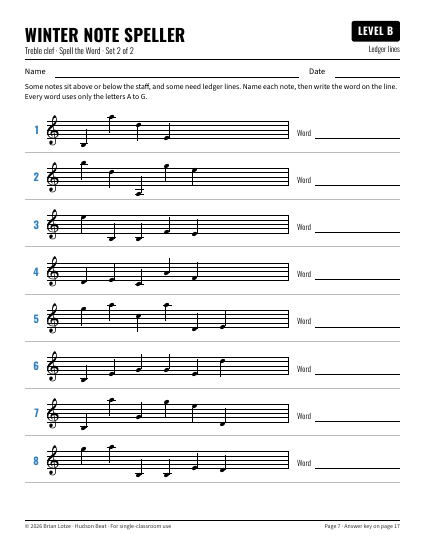 WINTER NOTE SPELLER
LEVEL B
Treble clef · Spell the Word · Set 2 of 2
Ledger lines
Name
Date
Some notes sit above or below the staff, and some need ledger lines. Name each note, then write the word on the line.
Every word uses only the letters A to G.
1 Word
2 Word
3 Word
4 Word
5 Word
6 Word
7 Word
8 Word
© 2026 Brian Lotze · Hudson Beat · For single-classroom use
Page 7 · Answer key on page 17